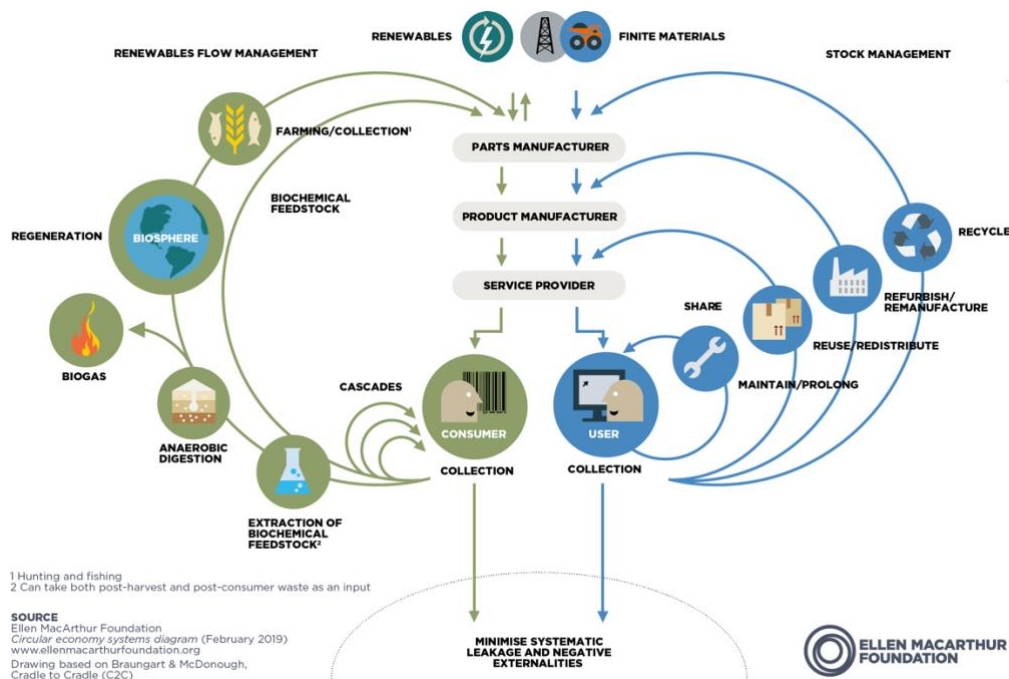 RENEWABLES
FINITE MATERIALS
RENEWABLES FLOW MANAGEMENT
STOCK MANAGEMENT
FARMING/COLLECTION¹
PARTS MANUFACTURER
BIOCHEMICAL
FEEDSTOCK
PRODUCT MANUFACTURER
REGENERATION
BIOSPHERE
RECYCLE
SERVICE PROVIDER
SHARE
REFURBISH/
REMANUFACTURE
REUSE/REDISTRIBUTE
BIOGAS
CASCADES
MAINTAIN/PROLONG
CONSUMER
USER
ANAEROBIC
DIGESTION
COLLECTION
COLLECTION
EXTRACTION OF
BIOCHEMICAL
FEEDSTOCK²
1 Hunting and fishing
2 Can take both post-harvest and post-consumer waste as an input
SOURCE
Ellen MacArthur Foundation
Circular economy systems diagram (February 2019)
www.ellenmacarthurfoundation.org
Drawing based on Braungart & McDonough,
Cradle to Cradle (C2C)
MINIMISE SYSTEMATIC
LEAKAGE AND NEGATIVE
EXTERNALITIES
ELLEN MACARTHUR
FOUNDATION